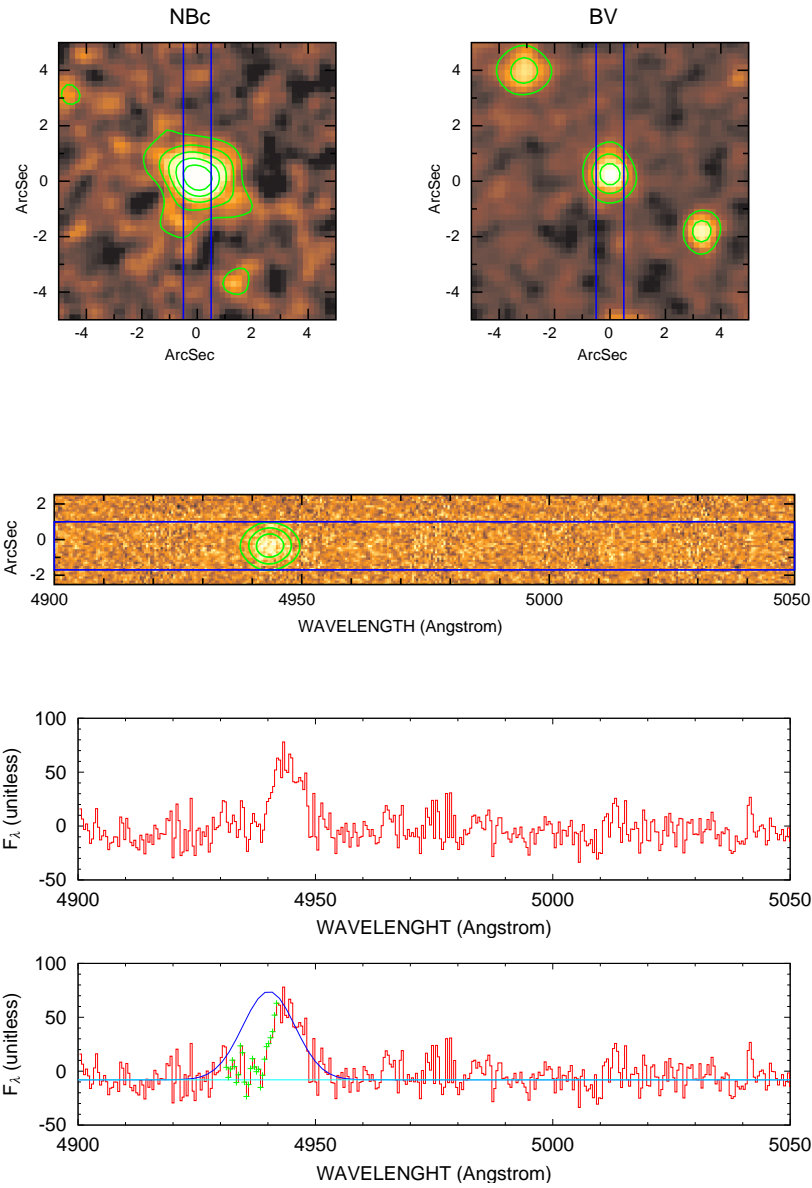 NBc BV
4 4
2 2
0 0
-2 -2
-4 -4
-4 -2 0 2 4 -4 -2 0 2 4
ArcSec ArcSec
ArcSec ArcSec
2
0
-2
ArcSec
4900 4950 5000 5050
WAVELENGTH (Angstrom)
100
50
0
-50
Fλ (unitless)
4900 4950 5000 5050
WAVELENGHT (Angstrom)
100
50
0
-50
Fλ (unitless)
4900 4950 5000 5050
WAVELENGHT (Angstrom)